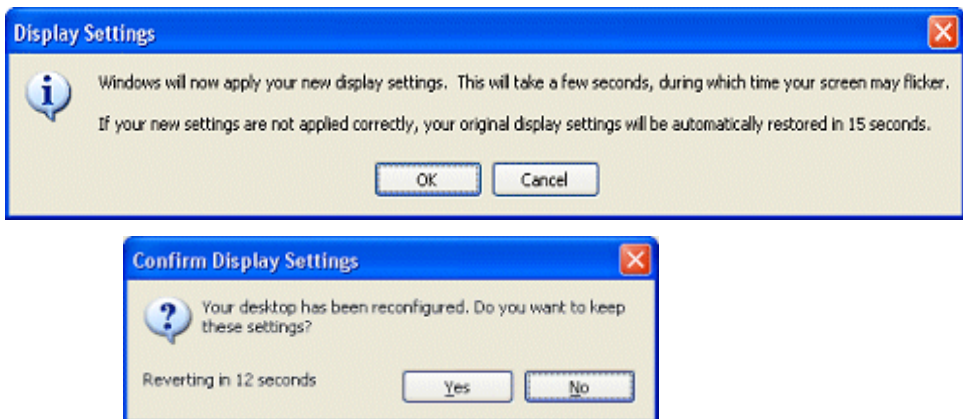 Display Settings
Windows will now apply your new display settings. This will take a few seconds, during which time your screen may flicker.
If your new settings are not applied correctly, your original display settings will be automatically restored in 15 seconds.
OK Cancel
Confirm Display Settings
Your desktop has been reconfigured. Do you want to keep
these settings?
Reverting in 12 seconds Yes No